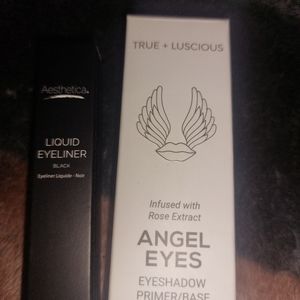 Aesthetica
LIQUID
EYELINER
BLACK
Eyeliner Liquide - Noir
TRUE + LUSCIOUS
Infused with
Rose Extract
ANGEL
EYES
EYESHADOW
PRIMER/BASE